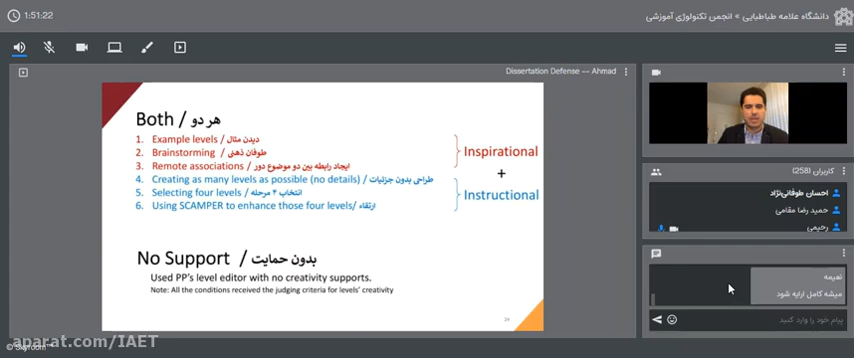 1:51:22
دانشگاه علامه طباطبایی » انجمن تکنولوژی آموزشی
Dissertation Defense -- Ahmad
Both / هر دو
1. Example levels / دیدن مثال
2. Brainstorming / طوفان ذهنی
3. Remote associations / ایجاد رابطه بین دو موضوع دور
4. Creating as many levels as possible (no details) / طراحی بدون جزئیات
5. Selecting four levels / انتخاب ۴ مرحله
6. Using SCAMPER to enhance those four levels/ ارتقاء
Inspirational
+
Instructional
No Support / بدون حمایت
Used PP's level editor with no creativity supports.
Note: All the conditions received the judging criteria for levels' creativity
24
کاربران (258)
احسان طوفانی‌نژاد
حمید رضا مقامی
رحیمی
نعیمه
میشه کامل ارایه شود
پیام خود را وارد کنید
aparat.com/IAET
© Skyroom